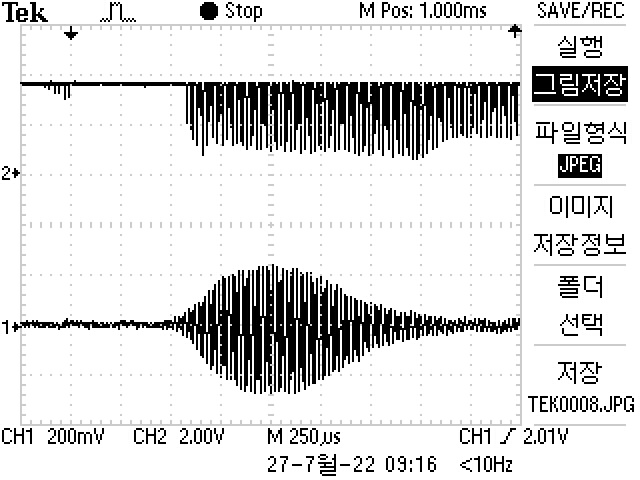 Tek Stop M Pos: 1.000ms SAVE/REC
실행
그림저장
파일형식
JPEG
2
이미지
저장정보
폴더
1
선택
저장
TEK0008.JPG
CH1 200mV CH2 2.00V M 250µs CH1 2.01V
27-7월-22 09:16 <10Hz